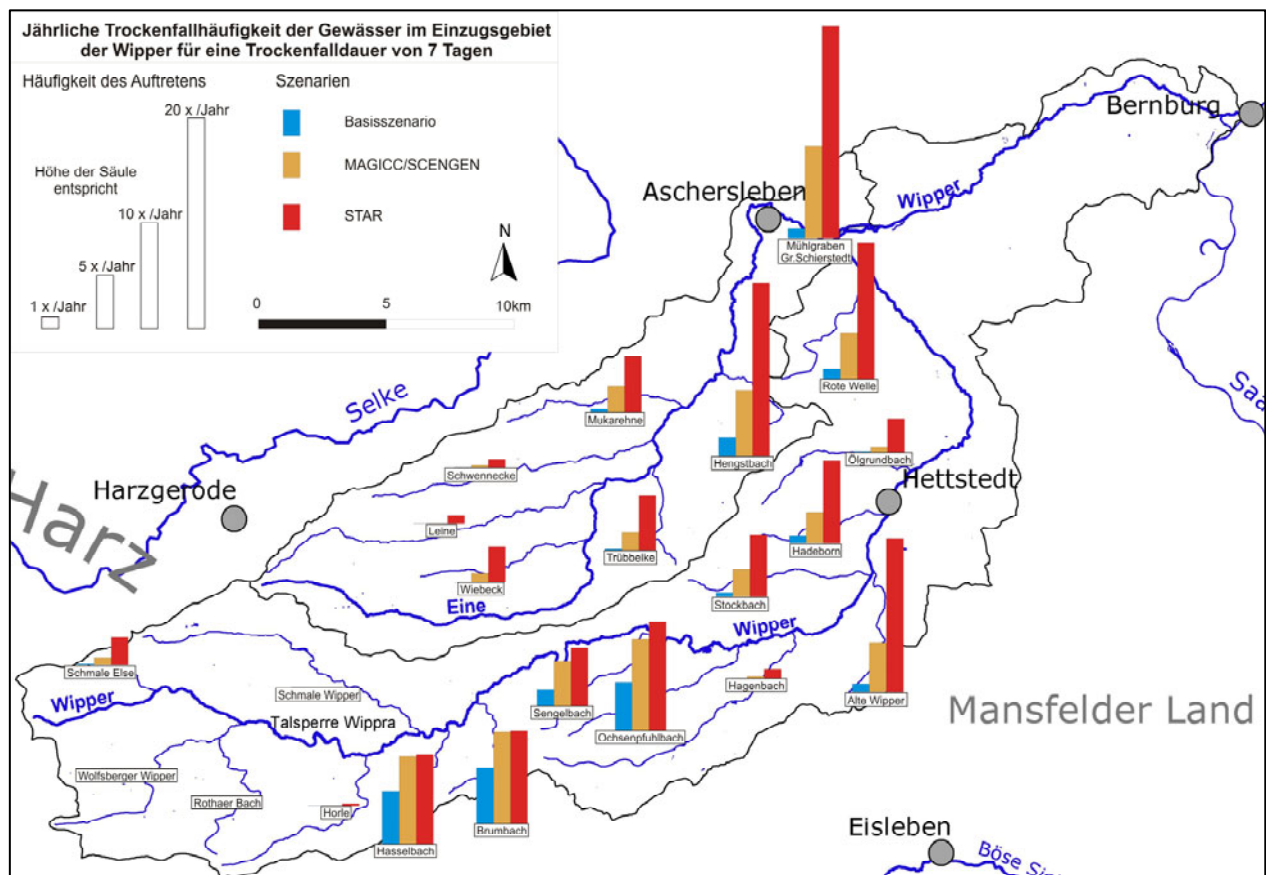 Jährliche Trockenfallhäufigkeit der Gewässer im Einzugsgebiet
der Wipper für eine Trockenfalldauer von 7 Tagen
Häufigkeit des Auftretens
Szenarien
20 x /Jahr
Basisszenario
MAGICC/SCENGEN
Höhe der Säule
entspricht
10 x /Jahr
STAR
5 x /Jahr
1 x /Jahr
N
0
5
10km
Bernburg
Aschersleben
Wipper
Mühlgraben
Gr.Schierstedt
Selke
Rote Welle
Mukarehne
Hengstbach
Ölgrundbach
Schwennecke
Hettstedt
Harz
Harzgerode
Leine
Hadeborn
Trübbelke
Wiebeck
Stockbach
Eine
Wipper
Schmale Else
Hagenbach
Schmale Wipper
Alte Wipper
Wipper
Sengelbach
Mansfelder Land
Talsperre Wippra
Ochsenpfuhlbach
Wolfsberger Wipper
Rothaer Bach
Horle
Brumbach
Hasselbach
Eisleben
Böse